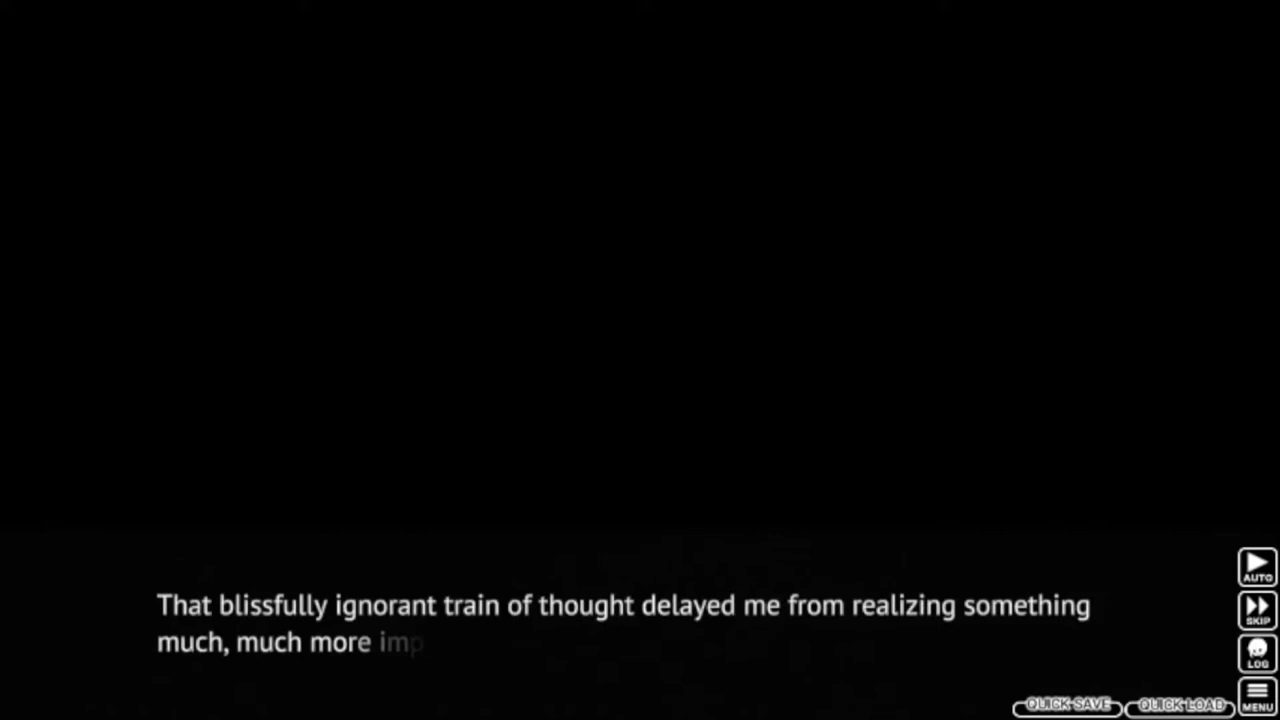 That blissfully ignorant train of thought delayed me from realizing something
much, much more imp
AUTO
SKIP
LOG
QUICK SAVE QUICK LOAD MENU